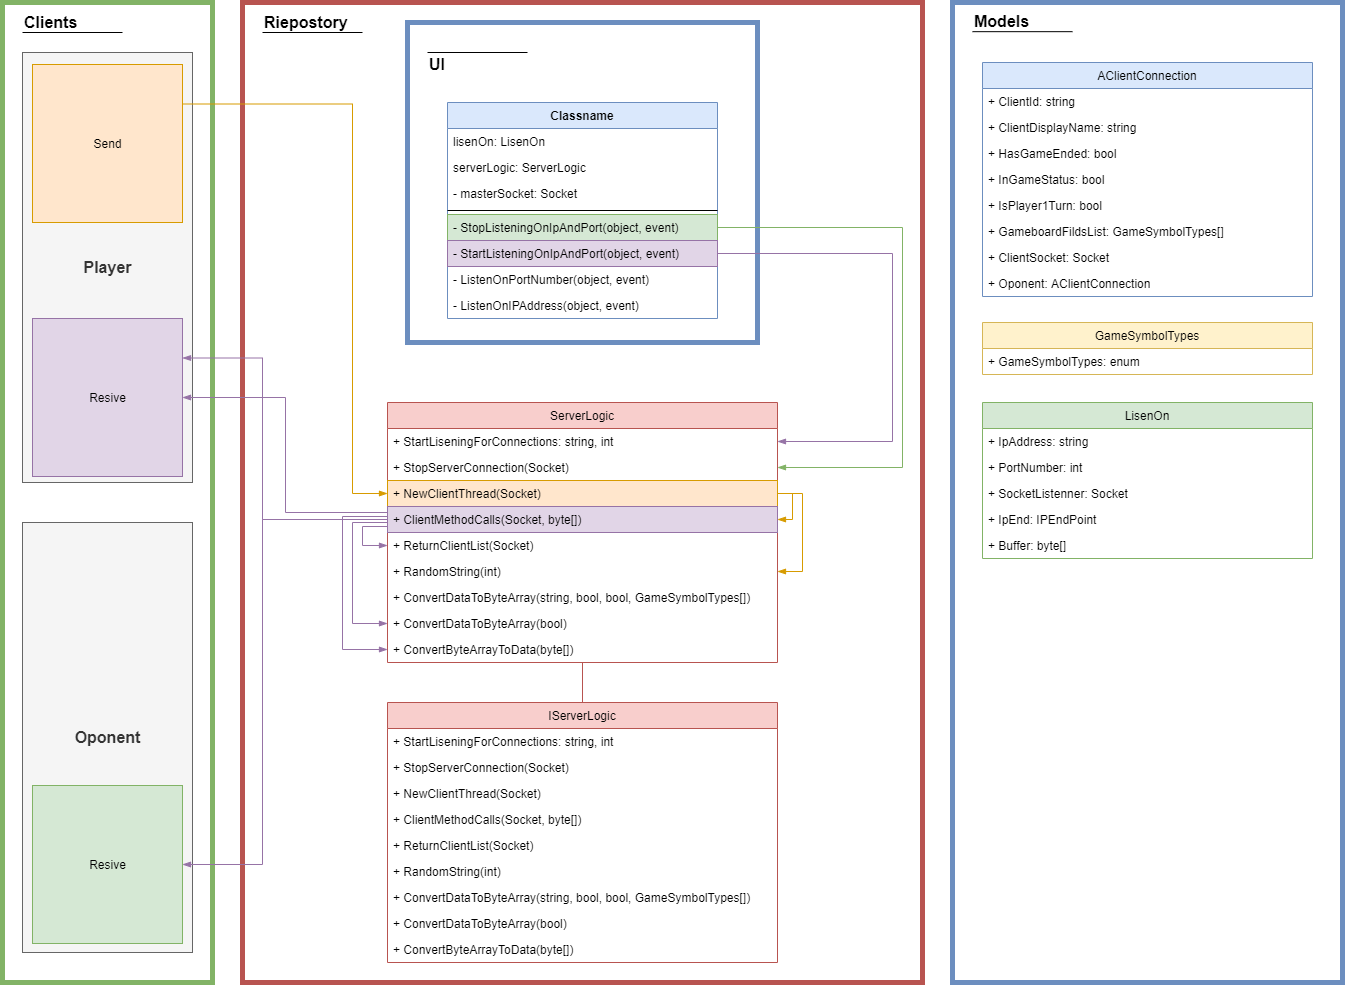 Clients
Send
Player
Resive
Oponent
Resive
Riepostory
UI
Classname
lisenOn: LisenOn
serverLogic: ServerLogic
- masterSocket: Socket
- StopListeningOnIpAndPort(object, event)
- StartListeningOnIpAndPort(object, event)
- ListenOnPortNumber(object, event)
- ListenOnIPAddress(object, event)
ServerLogic
+ StartLiseningForConnections: string, int
+ StopServerConnection(Socket)
+ NewClientThread(Socket)
+ ClientMethodCalls(Socket, byte[])
+ ReturnClientList(Socket)
+ RandomString(int)
+ ConvertDataToByteArray(string, bool, bool, GameSymbolTypes[])
+ ConvertDataToByteArray(bool)
+ ConvertByteArrayToData(byte[])
IServerLogic
+ StartLiseningForConnections: string, int
+ StopServerConnection(Socket)
+ NewClientThread(Socket)
+ ClientMethodCalls(Socket, byte[])
+ ReturnClientList(Socket)
+ RandomString(int)
+ ConvertDataToByteArray(string, bool, bool, GameSymbolTypes[])
+ ConvertDataToByteArray(bool)
+ ConvertByteArrayToData(byte[])
Models
AClientConnection
+ ClientId: string
+ ClientDisplayName: string
+ HasGameEnded: bool
+ InGameStatus: bool
+ IsPlayer1Turn: bool
+ GameboardFildsList: GameSymbolTypes[]
+ ClientSocket: Socket
+ Oponent: AClientConnection
GameSymbolTypes
+ GameSymbolTypes: enum
LisenOn
+ IpAddress: string
+ PortNumber: int
+ SocketListenner: Socket
+ IpEnd: IPEndPoint
+ Buffer: byte[]